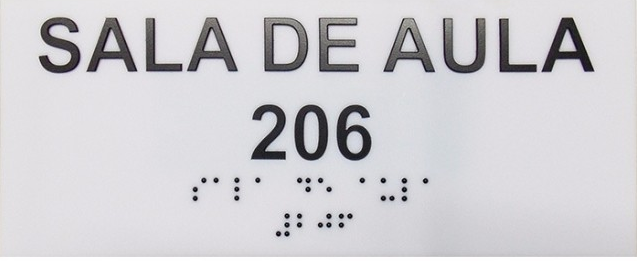 SALA DE AULA
206
⠎⠁⠇⠁ ⠙⠑ ⠁⠥⠇⠁
⠼⠃⠚⠋